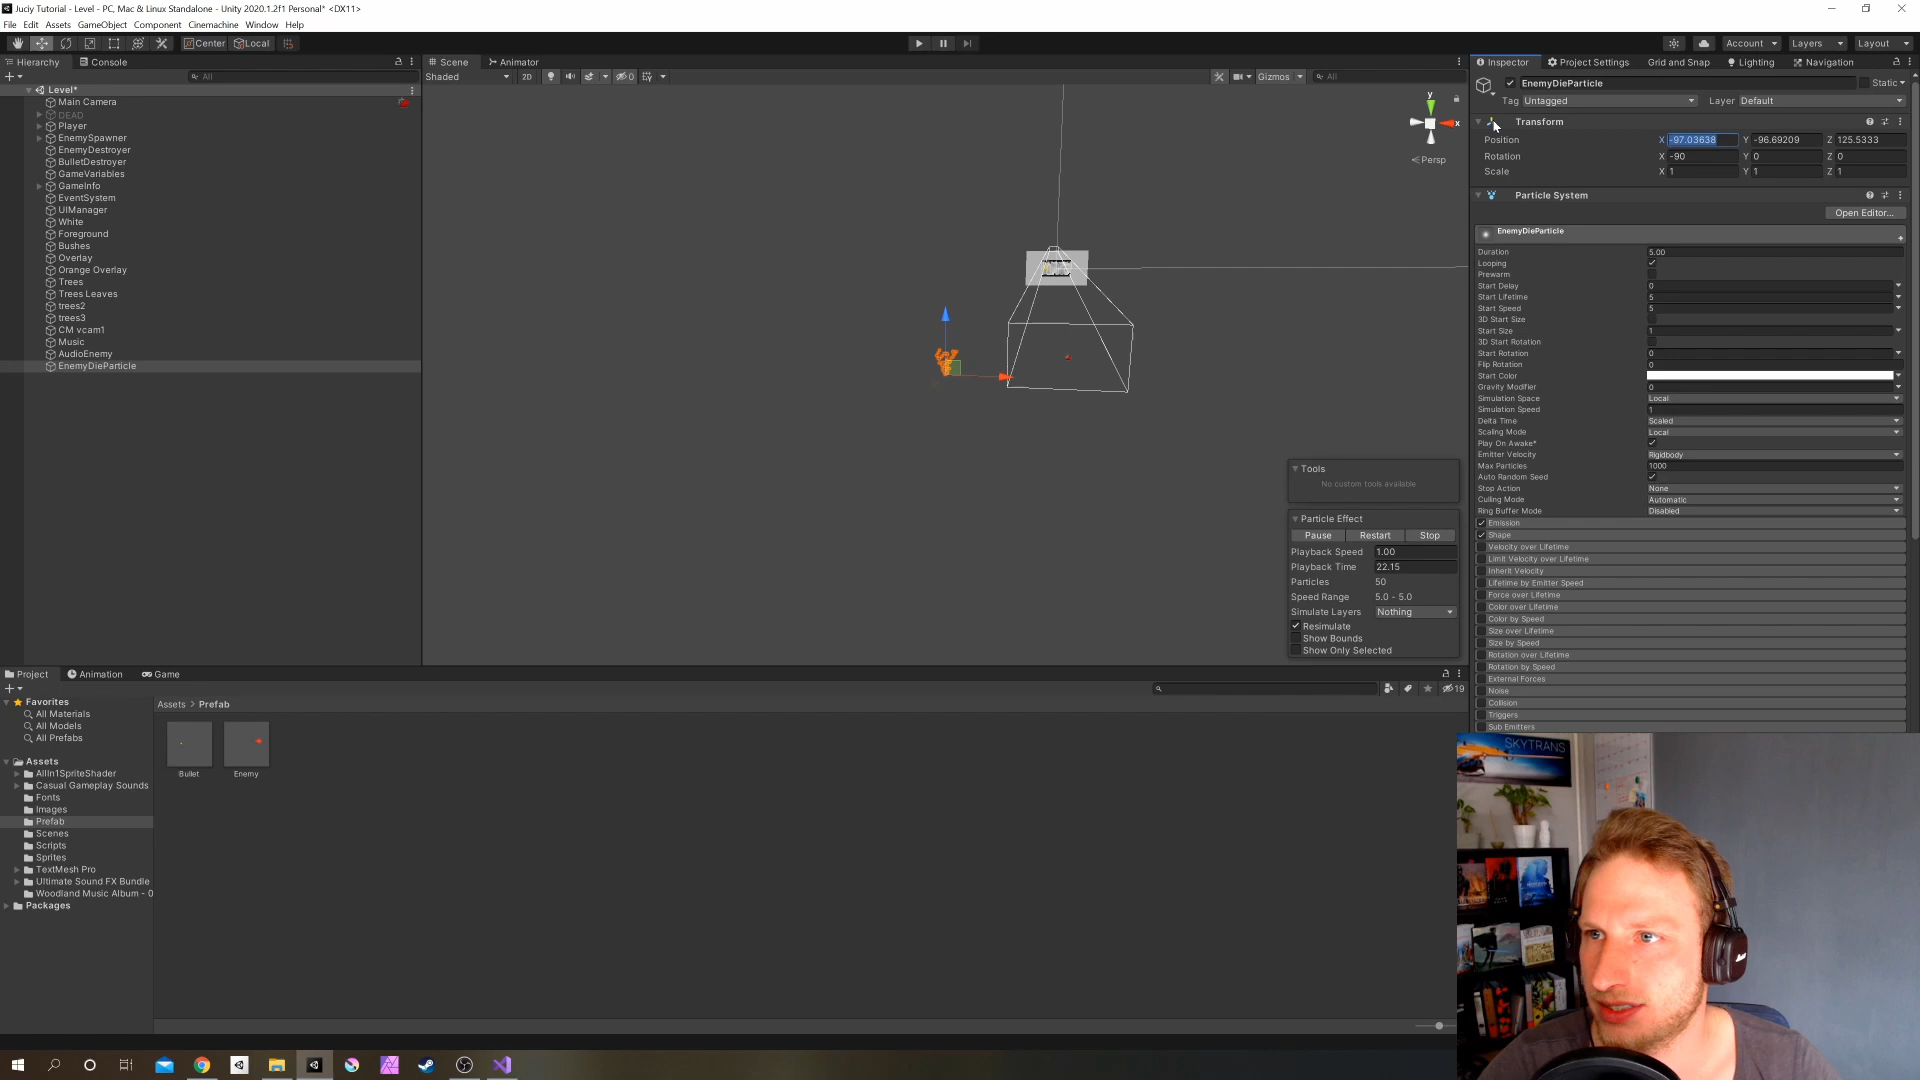 Juciy Tutorial - Level - PC, Mac & Linux Standalone - Unity 2020.1.2f1 Personal* <DX11>
File Edit Assets GameObject Component Cinemachine Window Help
Center Local Account Layers Layout
Hierarchy Console
All
Level*
Main Camera
DEAD
Player
EnemySpawner
EnemyDestroyer
BulletDestroyer
GameVariables
GameInfo
EventSystem
UIManager
White
Foreground
Bushes
Overlay
Orange Overlay
Trees
Trees Leaves
trees2
trees3
CM vcam1
Music
AudioEnemy
EnemyDieParticle
Scene Animator
Shaded 2D 0 Gizmos All
y
x
Persp
Tools
No custom tools available
Particle Effect
Pause Restart Stop
Playback Speed 1.00
Playback Time 22.15
Particles 50
Speed Range 5.0 - 5.0
Simulate Layers Nothing
Resimulate
Show Bounds
Show Only Selected
Inspector Project Settings Grid and Snap Lighting Navigation
EnemyDieParticle Static
Tag Untagged Layer Default
Transform
Position X -97.03638 Y -96.69209 Z 125.5333
Rotation X -90 Y 0 Z 0
Scale X 1 Y 1 Z 1
Particle System
Open Editor...
EnemyDieParticle
Duration 5.00
Looping
Prewarm
Start Delay 0
Start Lifetime 5
Start Speed 5
3D Start Size
Start Size 1
3D Start Rotation
Start Rotation 0
Flip Rotation 0
Start Color
Gravity Modifier 0
Simulation Space Local
Simulation Speed 1
Delta Time Scaled
Scaling Mode Local
Play On Awake*
Emitter Velocity Rigidbody
Max Particles 1000
Auto Random Seed
Stop Action None
Culling Mode Automatic
Ring Buffer Mode Disabled
Emission
Shape
Velocity over Lifetime
Limit Velocity over Lifetime
Inherit Velocity
Lifetime by Emitter Speed
Force over Lifetime
Color over Lifetime
Color by Speed
Size over Lifetime
Size by Speed
Rotation over Lifetime
Rotation by Speed
External Forces
Noise
Collision
Triggers
Sub Emitters
Project Animation Game
19
Favorites
All Materials
All Models
All Prefabs
Assets
AllIn1SpriteShader
Casual Gameplay Sounds
Fonts
Images
Prefab
Scenes
Scripts
Sprites
TextMesh Pro
Ultimate Sound FX Bundle
Woodland Music Album - 0
Packages
Assets > Prefab
Bullet Enemy
SKYTRANS